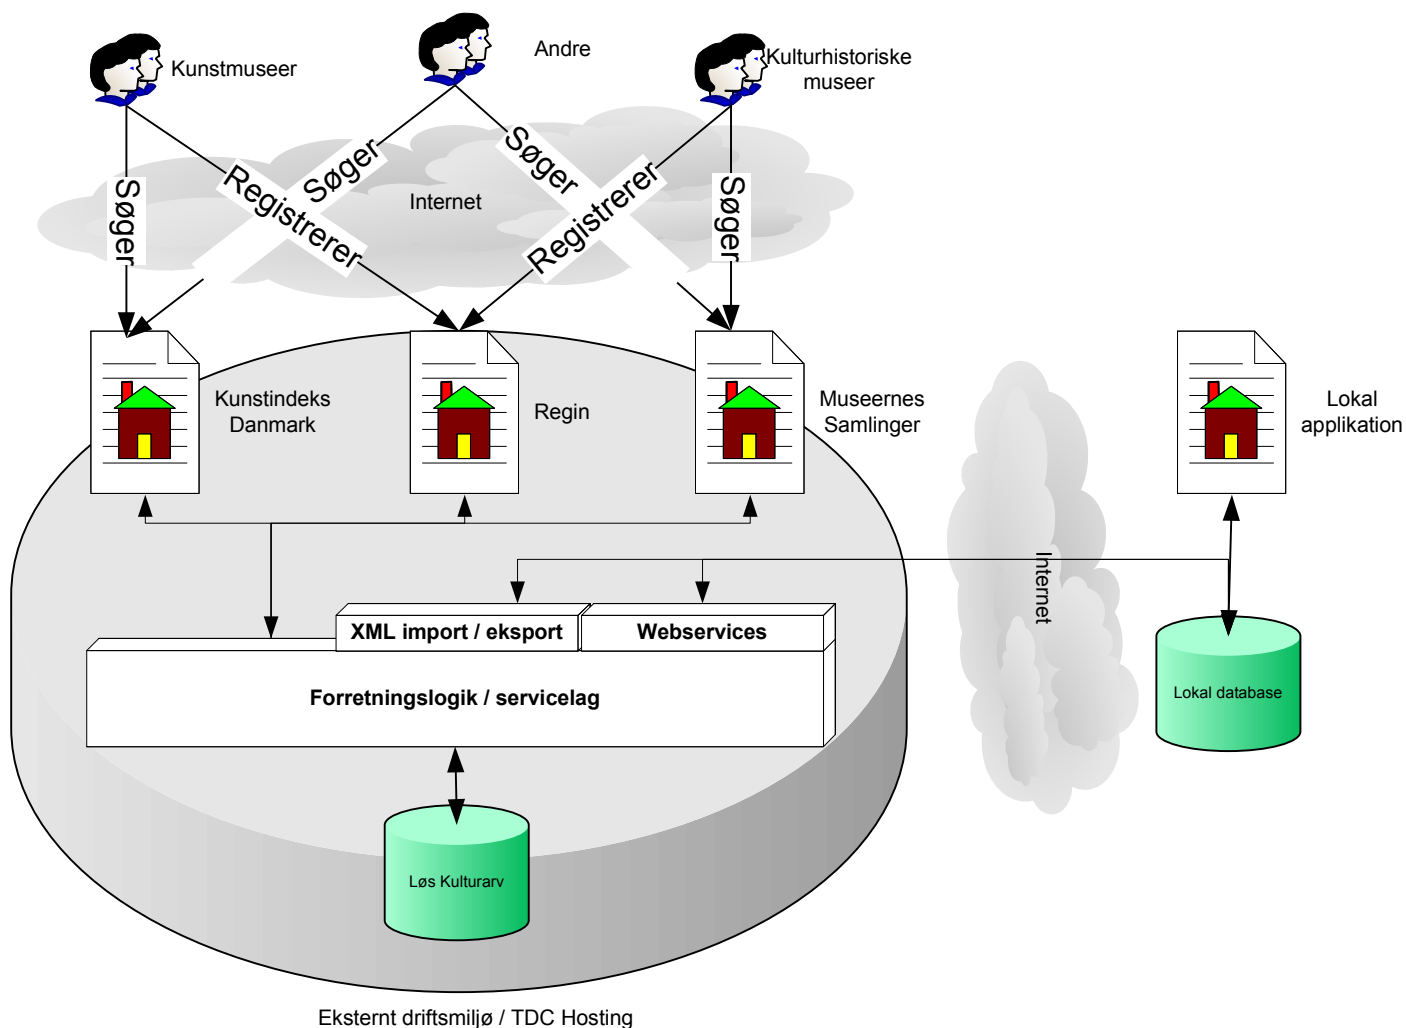 Andre
Kunstmuseer
Kulturhistoriske
museer
Søger
Registrerer
Søger
Internet
Søger
Registrerer
Søger
Kunstindeks
Danmark
Regin
Museernes
Samlinger
Lokal
applikation
Internet
XML import / eksport
Webservices
Forretningslogik / servicelag
Lokal database
Løs Kulturarv
Eksternt driftsmiljø / TDC Hosting